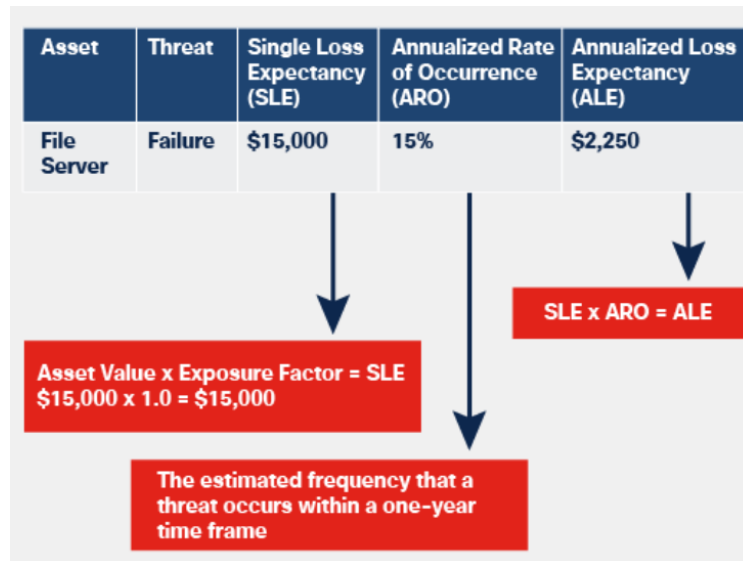 Asset
Threat
Single Loss
Expectancy
(SLE)
Annualized Rate
of Occurrence
(ARO)
Annualized Loss
Expectancy
(ALE)
File
Server
Failure
$15,000
15%
$2,250
SLE x ARO = ALE
Asset Value x Exposure Factor = SLE
$15,000 x 1.0 = $15,000
The estimated frequency that a
threat occurs within a one-year
time frame